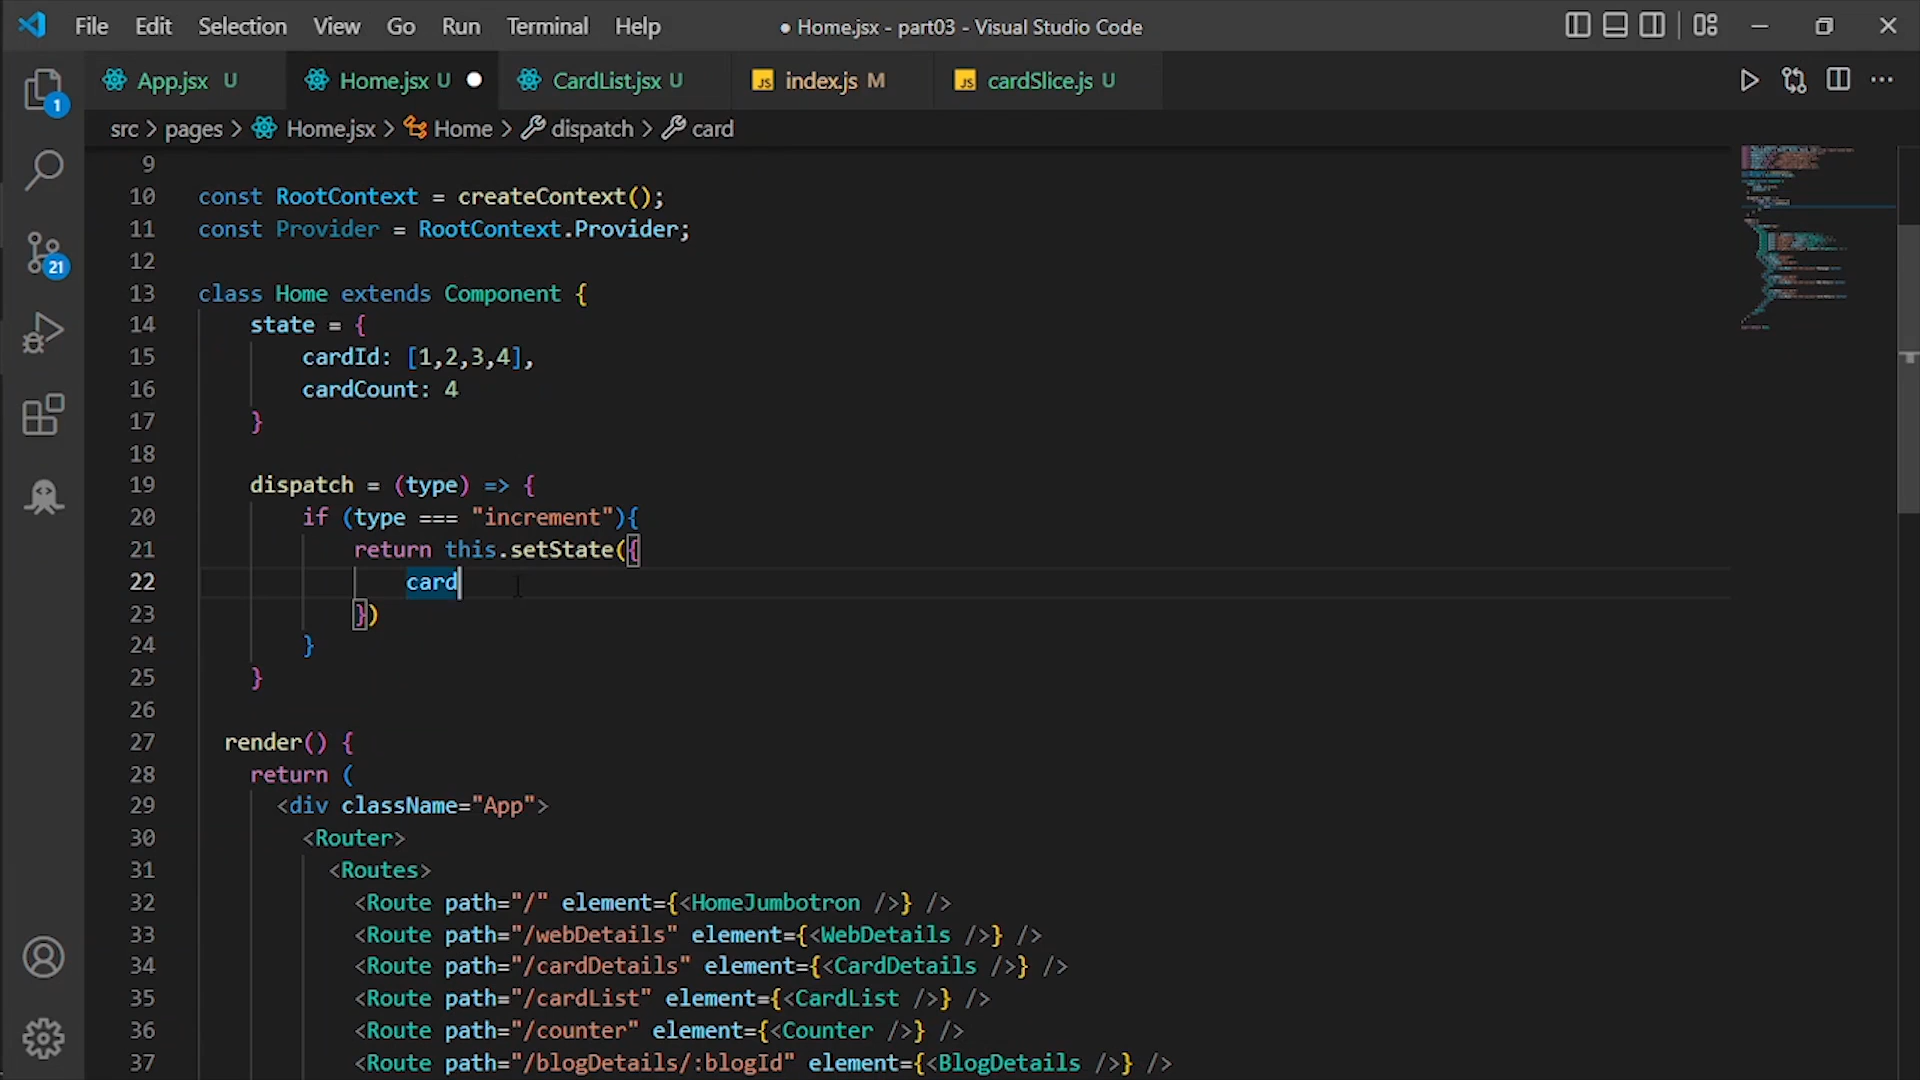 File Edit Selection View Go Run Terminal Help ● Home.jsx - part03 - Visual Studio Code
App.jsx U Home.jsx U CardList.jsx U JS index.js M JS cardSlice.js U
src > pages > Home.jsx > Home > dispatch > card
1
21
9
10 const RootContext = createContext();
11 const Provider = RootContext.Provider;
12
13 class Home extends Component {
14 state = {
15 cardId: [1,2,3,4],
16 cardCount: 4
17 }
18
19 dispatch = (type) => {
20 if (type === "increment"){
21 return this.setState({
22 card
23 })
24 }
25 }
26
27 render() {
28 return (
29 <div className="App">
30 <Router>
31 <Routes>
32 <Route path="/" element={<HomeJumbotron />} />
33 <Route path="/webDetails" element={<WebDetails />} />
34 <Route path="/cardDetails" element={<CardDetails />} />
35 <Route path="/cardList" element={<CardList />} />
36 <Route path="/counter" element={<Counter />} />
37 <Route path="/blogDetails/:blogId" element={<BlogDetails />} />